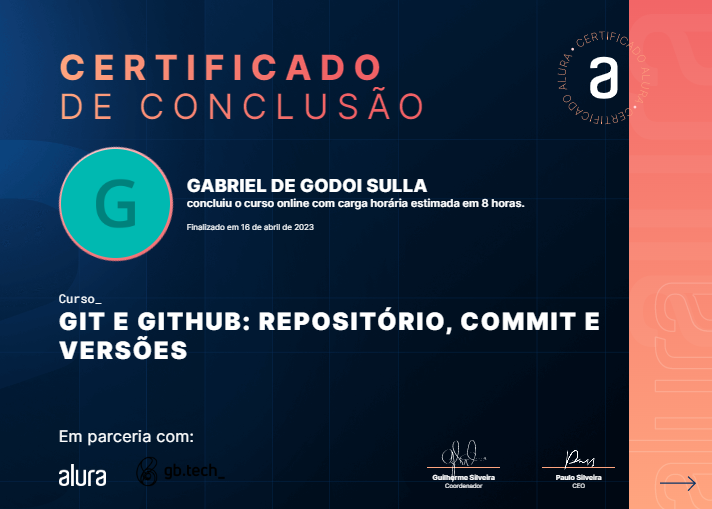 CERTIFICADO
DE CONCLUSÃO
CERTIFICADO ALURA • CERTIFICADO ALURA •
a
G
GABRIEL DE GODOI SULLA
concluiu o curso online com carga horária estimada em 8 horas.
Finalizado em 16 de abril de 2023
Curso_
GIT E GITHUB: REPOSITÓRIO, COMMIT E
VERSÕES
Em parceria com:
alura
gb.tech_
Guilherme Silveira
Coordenador
Paulo Silveira
CEO
alura